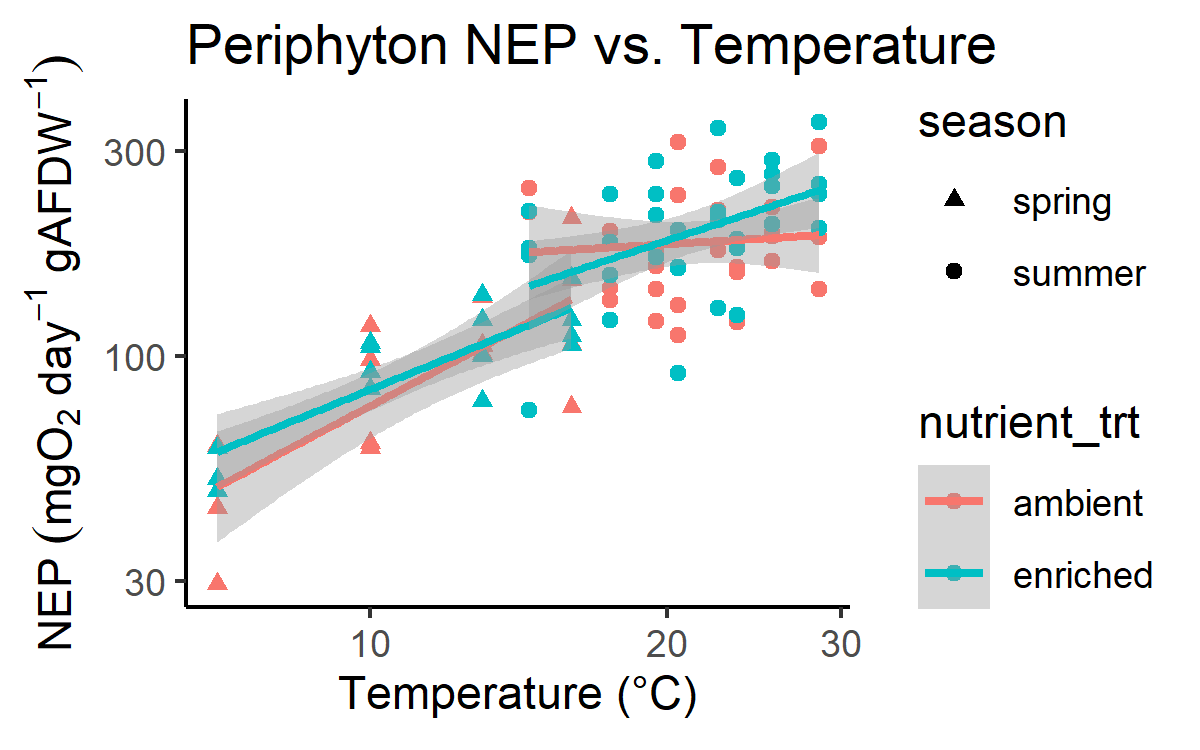 Periphyton NEP vs. Temperature
NEP (mgO₂ day⁻¹ gAFDW⁻¹)
300
100
30
10
20
30
Temperature (°C)
season
spring
summer
nutrient_trt
ambient
enriched